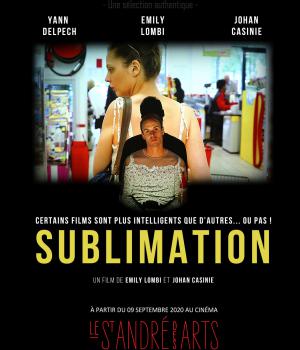 - Une sélection authentique -
YANN DELPECH
EMILY LOMBI
JOHAN CASINIE
CERTAINS FILMS SONT PLUS INTELLIGENTS QUE D'AUTRES... OU PAS !
SUBLIMATION
UN FILM DE EMILY LOMBI ET JOHAN CASINIE
À PARTIR DU 09 SEPTEMBRE 2020 AU CINÉMA
LE ST ANDRÉ DES ARTS